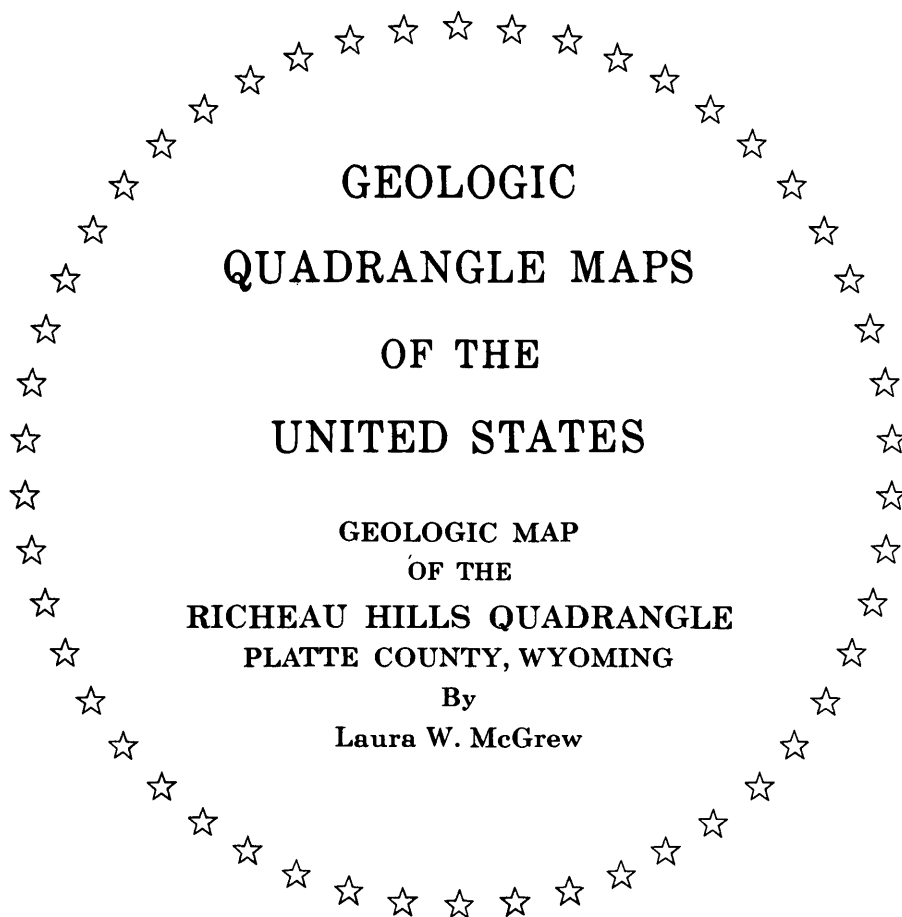 GEOLOGIC
QUADRANGLE MAPS
OF THE
UNITED STATES
GEOLOGIC MAP
OF THE
RICHEAU HILLS QUADRANGLE
PLATTE COUNTY, WYOMING
By
Laura W. McGrew